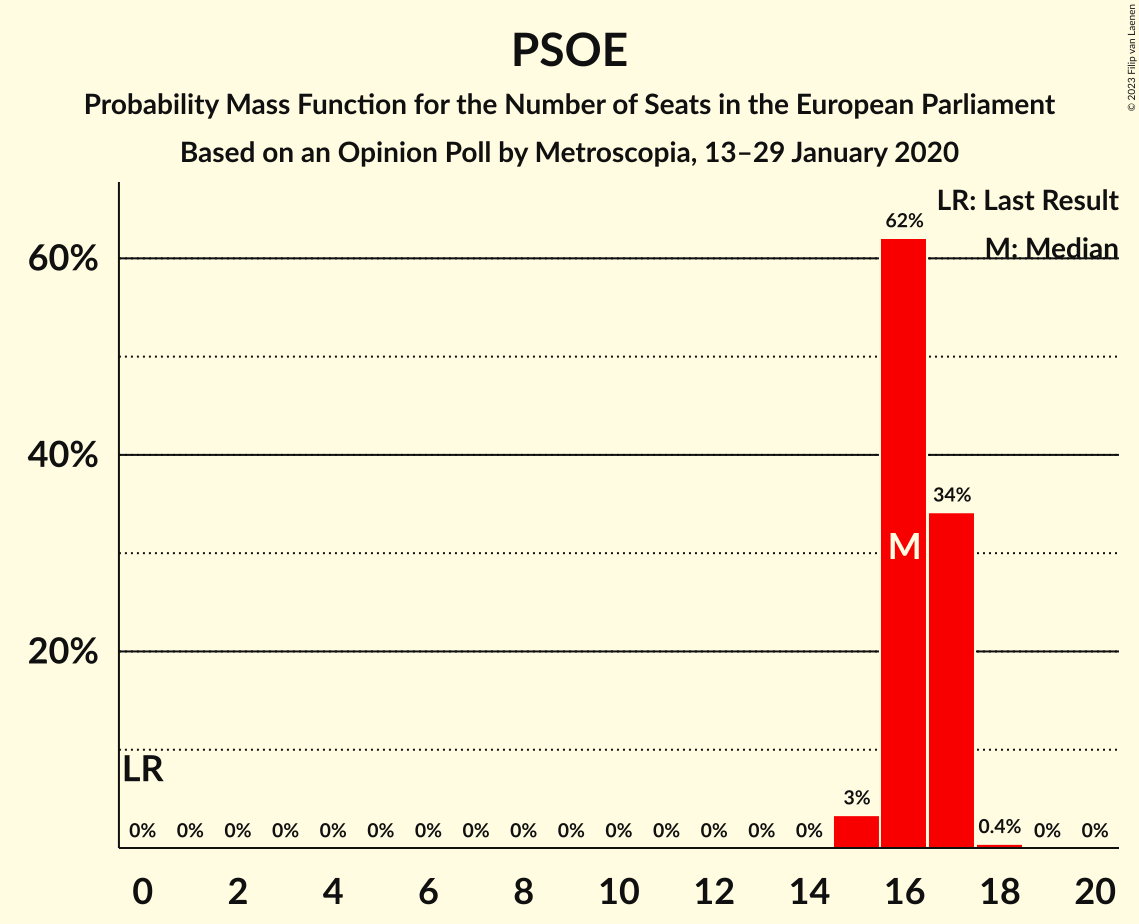 PSOE
Probability Mass Function for the Number of Seats in the European Parliament
Based on an Opinion Poll by Metroscopia, 13–29 January 2020
© 2023 Filip van Laenen
LR: Last Result
M: Median
60%
40%
20%
62%
34%
M
LR
3%
0.4%
0% 0% 0% 0% 0% 0% 0% 0% 0% 0% 0% 0% 0% 0% 0% 0% 0%
0 2 4 6 8 10 12 14 16 18 20